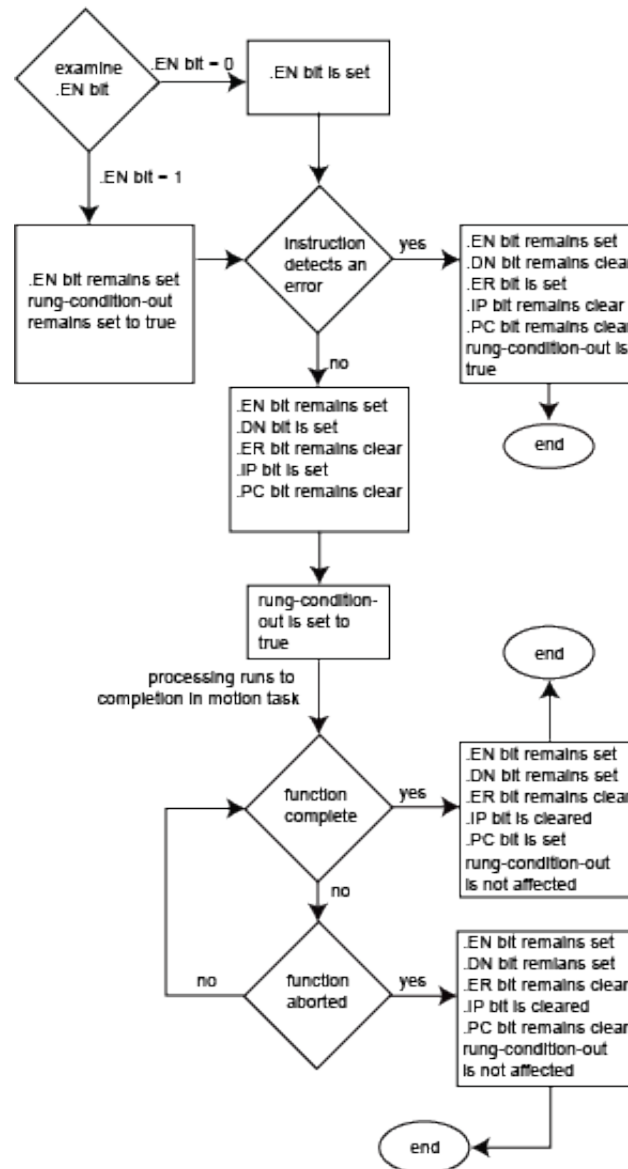 examine
.EN bit
.EN bit = 0
.EN bit is set
.EN bit = 1
.EN bit remains set
rung-condition-out
remains set to true
Instruction
detects an
error
yes
.EN bit remains set
.DN bit remains clear
.ER bit is set
.IP bit remains clear
.PC bit remains clear
rung-condition-out is
true
end
no
.EN bit remains set
.DN bit is set
.ER bit remains clear
.IP bit is set
.PC bit remains clear
rung-condition-
out is set to
true
processing runs to
completion in motion task
end
function
complete
yes
.EN bit remains set
.DN bit remains set
.ER bit remains clear
.IP bit is cleared
.PC bit is set
rung-condition-out
is not affected
no
no
function
aborted
yes
.EN bit remains set
.DN bit remians set
.ER bit remains clear
.IP bit is cleared
.PC bit remains clear
rung-condition-out
is not affected
end